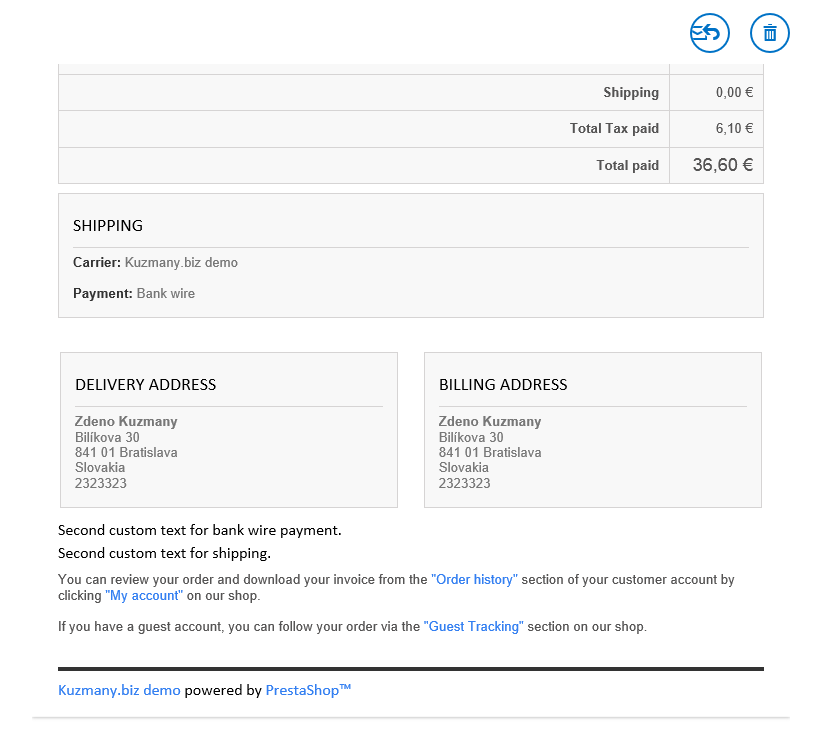 Shipping 0,00 €
Total Tax paid 6,10 €
Total paid 36,60 €
SHIPPING
Carrier: Kuzmany.biz demo
Payment: Bank wire
DELIVERY ADDRESS
Zdeno Kuzmany
Bilíkova 30
841 01 Bratislava
Slovakia
2323323
BILLING ADDRESS
Zdeno Kuzmany
Bilíkova 30
841 01 Bratislava
Slovakia
2323323
Second custom text for bank wire payment.
Second custom text for shipping.
You can review your order and download your invoice from the "Order history" section of your customer account by
clicking "My account" on our shop.
If you have a guest account, you can follow your order via the "Guest Tracking" section on our shop.
Kuzmany.biz demo powered by PrestaShop™